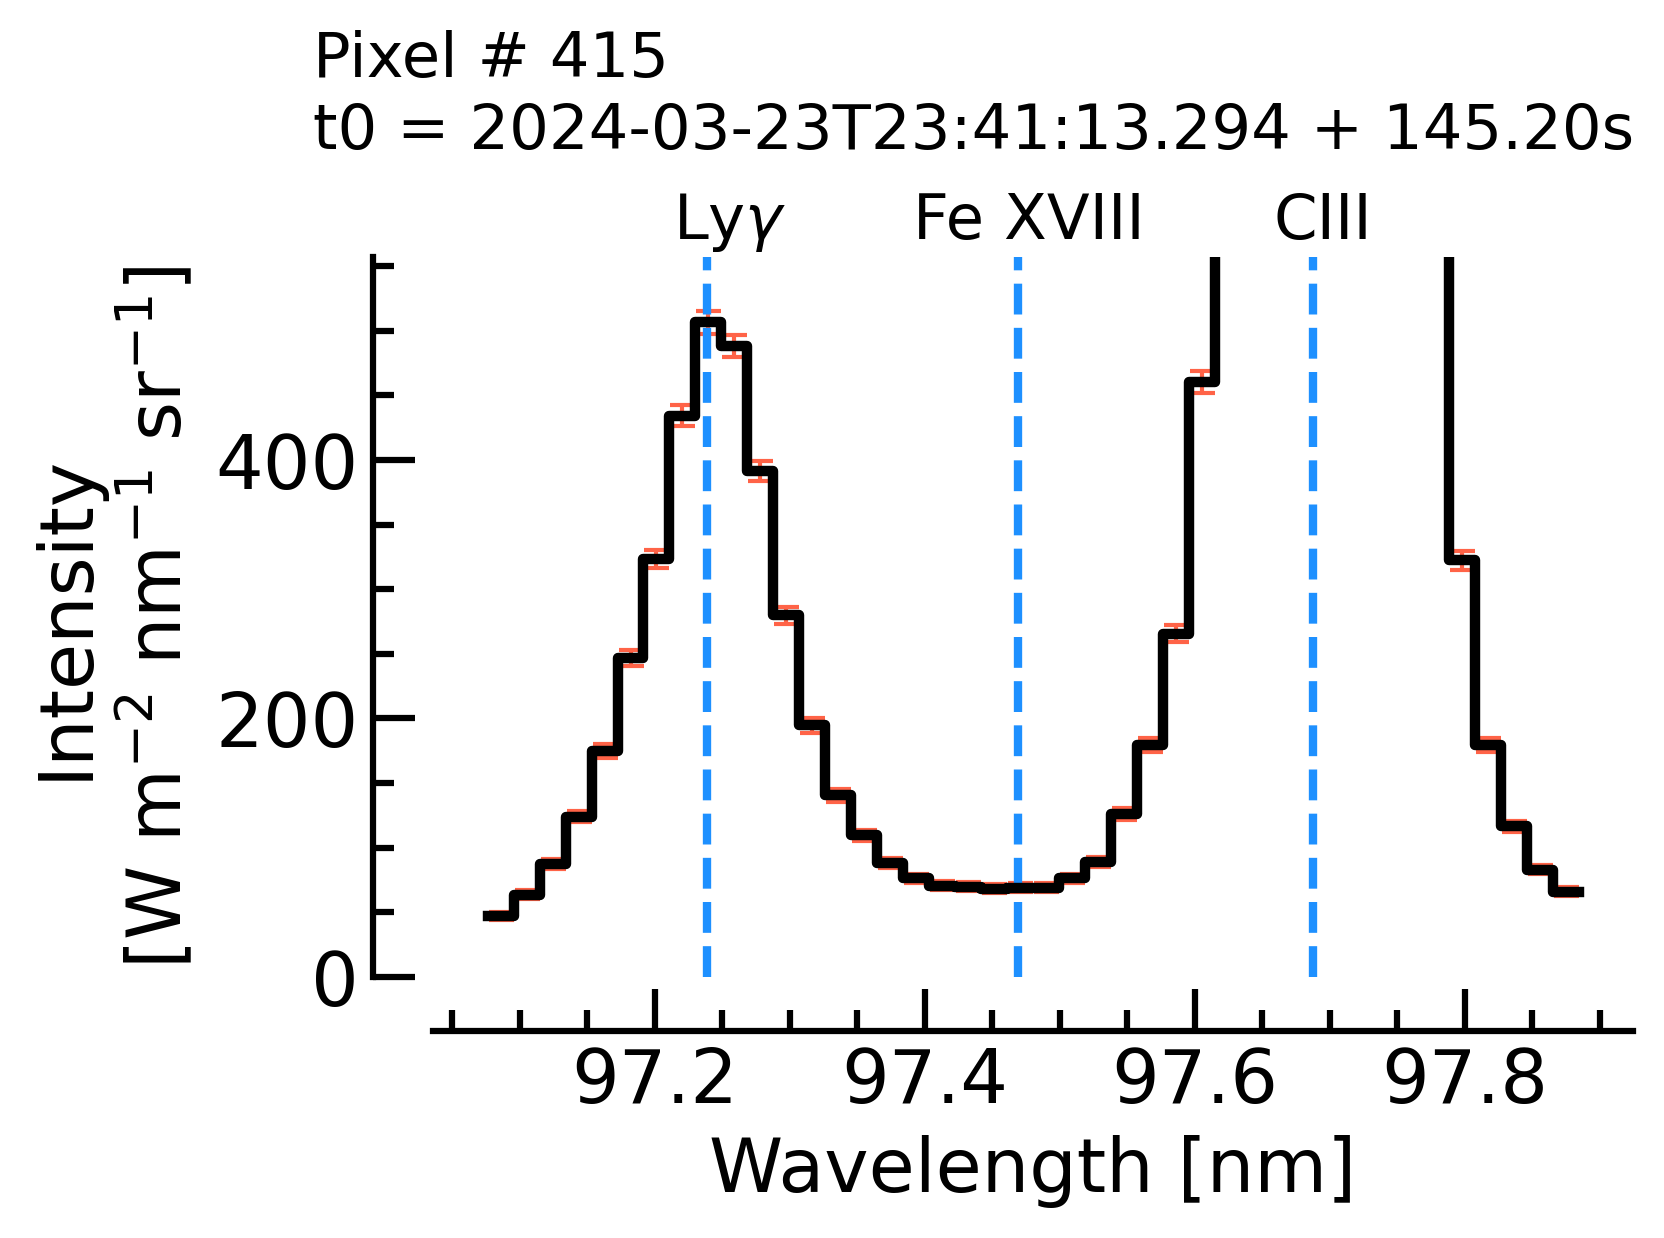 Pixel # 415
t0 = 2024-03-23T23:41:13.294 + 145.20s
Lyγ Fe XVIII CIII
Intensity
[W m⁻² nm⁻¹ sr⁻¹]
400
200
0
97.2 97.4 97.6 97.8
Wavelength [nm]